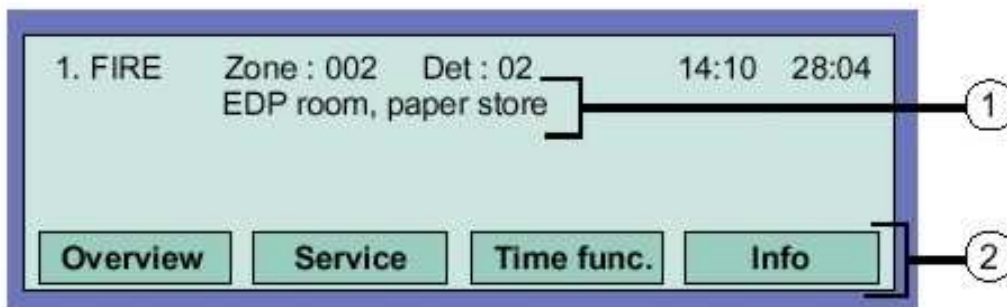 1. FIRE Zone : 002 Det : 02 14:10 28:04
EDP room, paper store
1
Overview Service Time func. Info
2